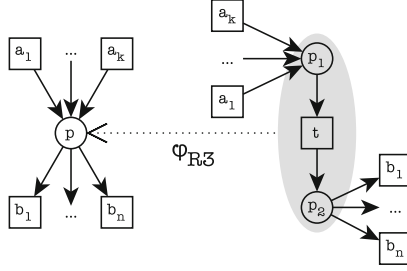 a₁ ... aₖ
p
b₁ ... bₙ
φR3
aₖ
...
a₁
p₁
t
p₂
b₁
...
bₙ